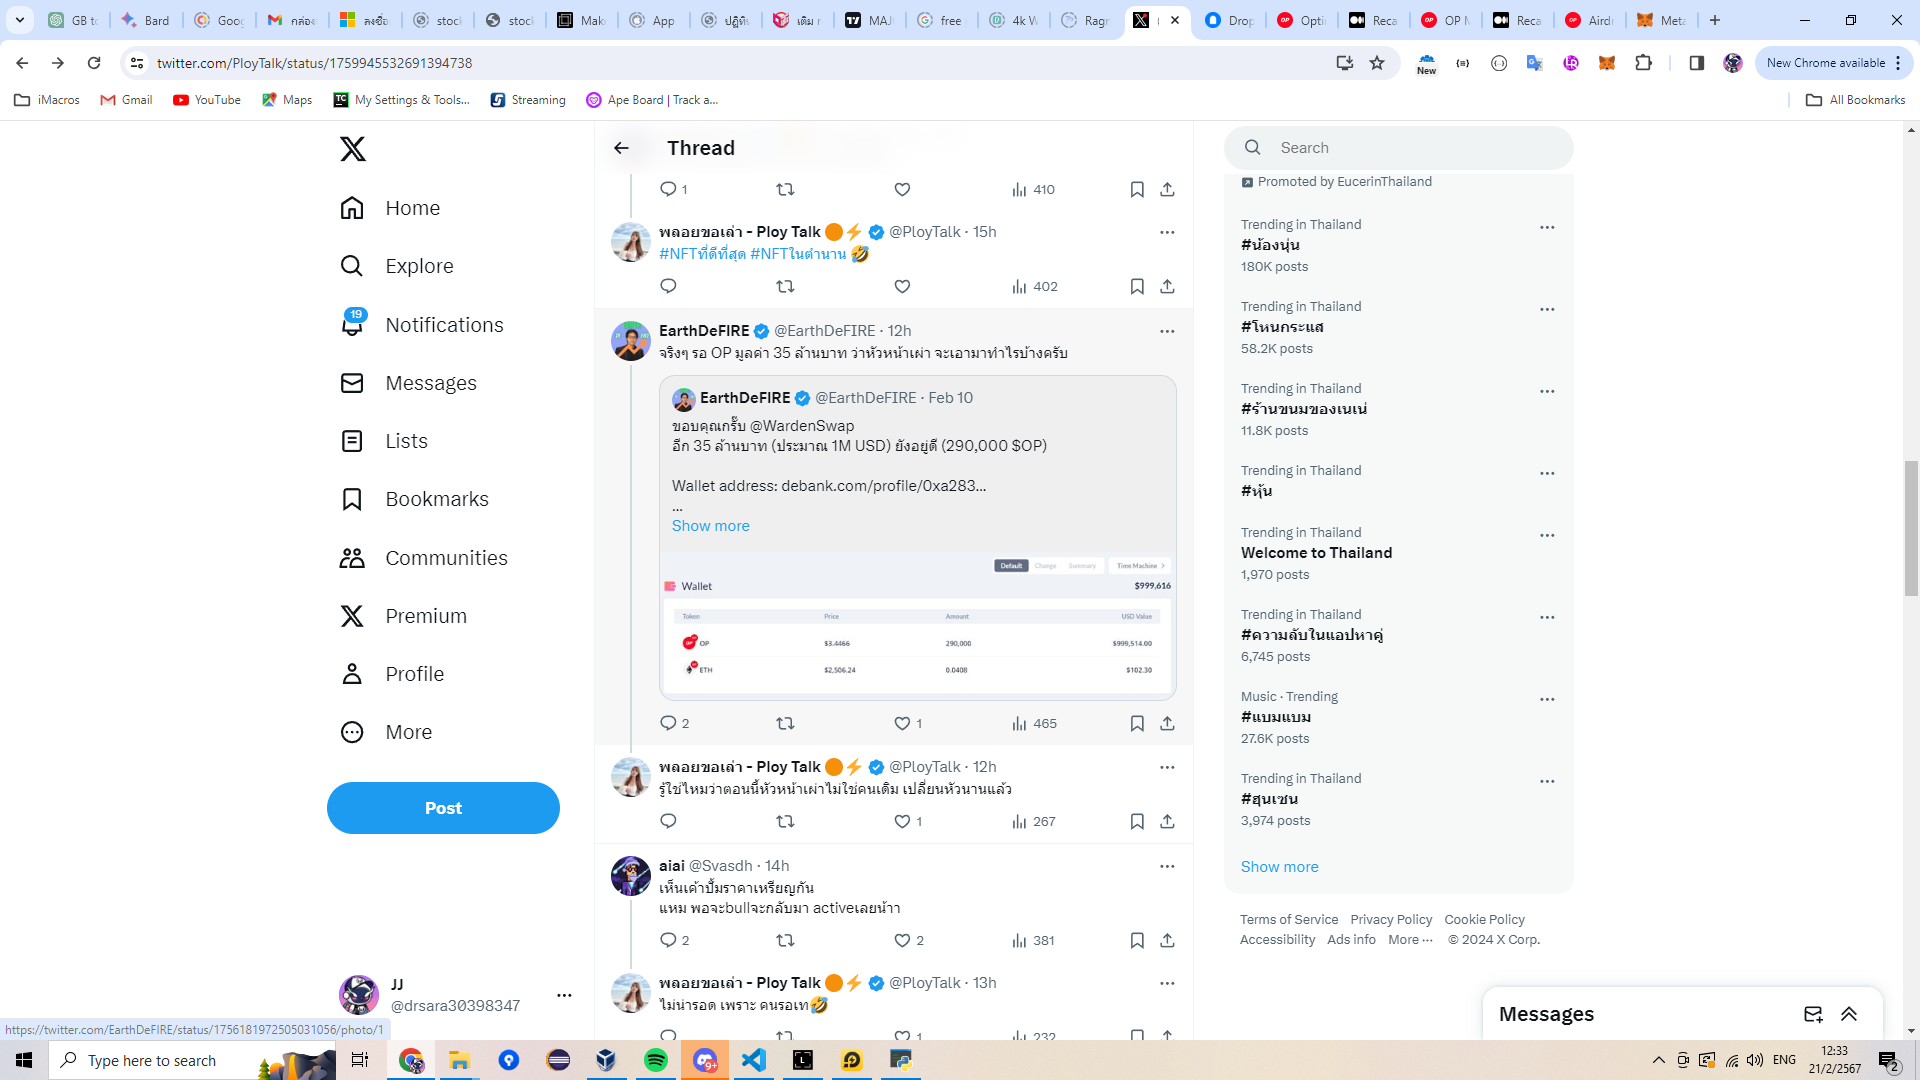 GB to
Bard
Goog
กล่อง
ลงชื่อ
stock
stoc
Make
App
ปฏิทิ
เติม r
MAJ
free
4k W
Ragn
Drop
Opti
Reca
OP M
Reca
Airdr
Meta
twitter.com/PloyTalk/status/1759945532691394738
New
New Chrome available
iMacros
Gmail
YouTube
Maps
My Settings & Tools...
Streaming
Ape Board | Track a...
All Bookmarks
Home
Explore
19
Notifications
Messages
Lists
Bookmarks
Communities
Premium
Profile
More
Post
JJ
@drsara30398347
https://twitter.com/EarthDeFIRE/status/1756181972505031056/photo/1
Thread
1 410
พลอยขอเล่า - Ploy Talk 🟠⚡ @PloyTalk · 15h
#NFTที่ดีที่สุด #NFTในตำนาน 🤣
402
EarthDeFIRE @EarthDeFIRE · 12h
จริงๆ รอ OP มูลค่า 35 ล้านบาท ว่าหัวหน้าเผ่า จะเอามาทำไรบ้างครับ
EarthDeFIRE @EarthDeFIRE · Feb 10
ขอบคุณกรั๊บ @WardenSwap
อีก 35 ล้านบาท (ประมาณ 1M USD) ยังอยู่ดี (290,000 $OP)
Wallet address: debank.com/profile/0xa283...
...
Show more
Default Change Summary Time Machine >
Wallet $999,616
Token Price Amount USD Value
OP $3.4466 290,000 $999,514.00
ETH $2,506.24 0.0408 $102.30
2 1 465
พลอยขอเล่า - Ploy Talk 🟠⚡ @PloyTalk · 12h
รู้ใช่ไหมว่าตอนนี้หัวหน้าเผ่าไม่ใช่คนเดิม เปลี่ยนหัวนานแล้ว
1 267
aiai @Svasdh · 14h
เห็นเค้าปั้มราคาเหรียญกัน
แหม พอจะbullจะกลับมา activeเลยน้าา
2 2 381
พลอยขอเล่า - Ploy Talk 🟠⚡ @PloyTalk · 13h
ไม่น่ารอด เพราะ คนรอเท🤣
1 232
Search
Promoted by EucerinThailand
Trending in Thailand
#น้องนุ่น
180K posts
Trending in Thailand
#โหนกระแส
58.2K posts
Trending in Thailand
#ร้านขนมของเนเน่
11.8K posts
Trending in Thailand
#หุ้น
Trending in Thailand
Welcome to Thailand
1,970 posts
Trending in Thailand
#ความลับในแอปหาคู่
6,745 posts
Music · Trending
#แบมแบม
27.6K posts
Trending in Thailand
#ฮุนเซน
3,974 posts
Show more
Terms of Service Privacy Policy Cookie Policy
Accessibility Ads info More ··· © 2024 X Corp.
Messages
Type here to search
9+
ENG
12:33
21/2/2567
2